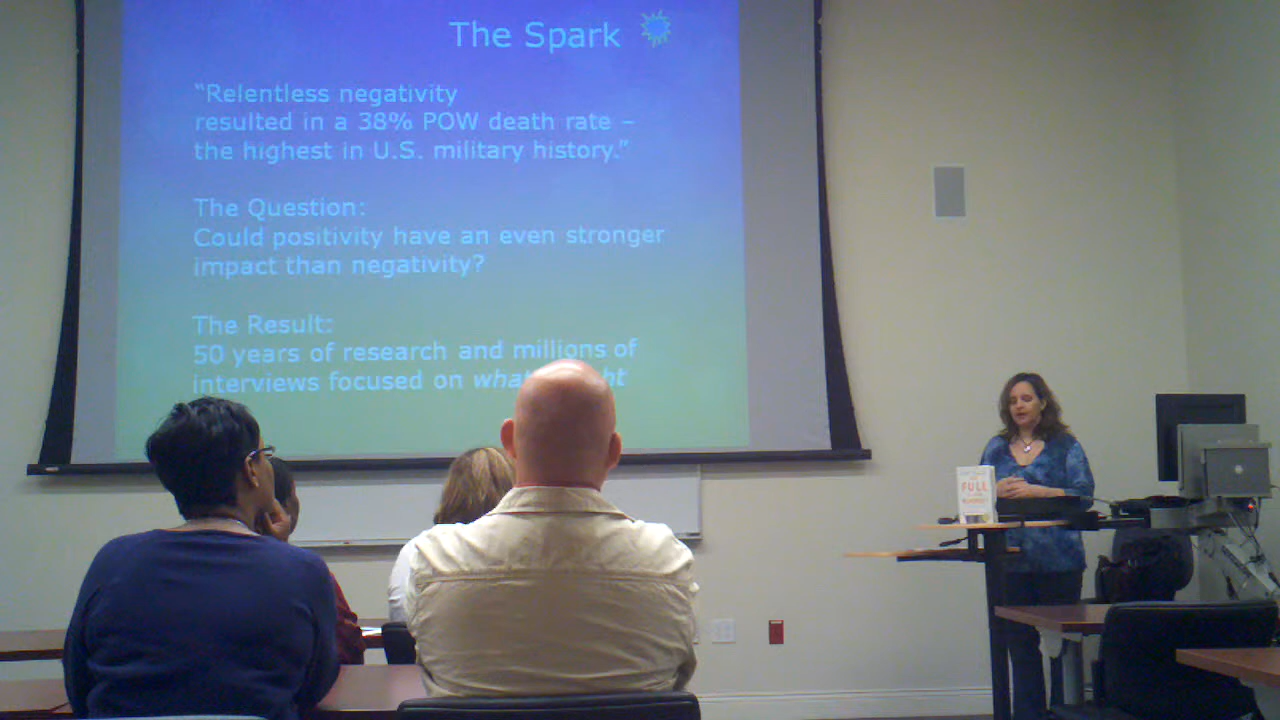 The Spark
“Relentless negativity
resulted in a 38% POW death rate –
the highest in U.S. military history.”
The Question:
Could positivity have an even stronger
impact than negativity?
The Result:
50 years of research and millions of
interviews focused on
FULL